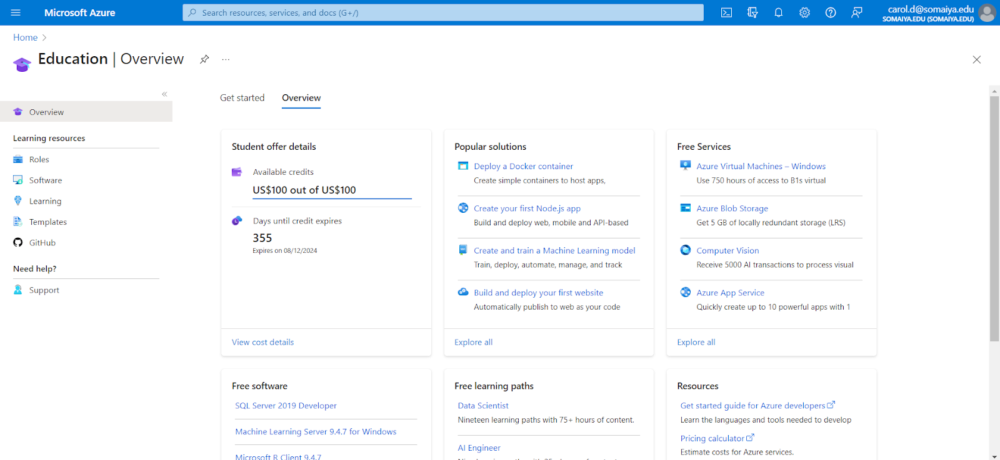 Microsoft Azure
Search resources, services, and docs (G+/)
carol.d@somaiya.edu
SOMAIYA.EDU (SOMAIYA.EDU)
Home
Education | Overview
Overview
Learning resources
Roles
Software
Learning
Templates
GitHub
Need help?
Support
Get started
Overview
Student offer details
Available credits
US$100 out of US$100
Days until credit expires
355
Expires on 08/12/2024
View cost details
Popular solutions
Deploy a Docker container
Create simple containers to host apps,
Create your first Node.js app
Build and deploy web, mobile and API-based
Create and train a Machine Learning model
Train, deploy, automate, manage, and track
Build and deploy your first website
Automatically publish to web as your code
Explore all
Free Services
Azure Virtual Machines – Windows
Use 750 hours of access to B1s virtual
Azure Blob Storage
Get 5 GB of locally redundant storage (LRS)
Computer Vision
Receive 5000 AI transactions to process visual
Azure App Service
Quickly create up to 10 powerful apps with 1
Explore all
Free software
SQL Server 2019 Developer
Machine Learning Server 9.4.7 for Windows
Microsoft R Client 9.4.7
Free learning paths
Data Scientist
Nineteen learning paths with 75+ hours of content.
AI Engineer
Resources
Get started guide for Azure developers
Learn the languages and tools needed to develop
Pricing calculator
Estimate costs for Azure services.